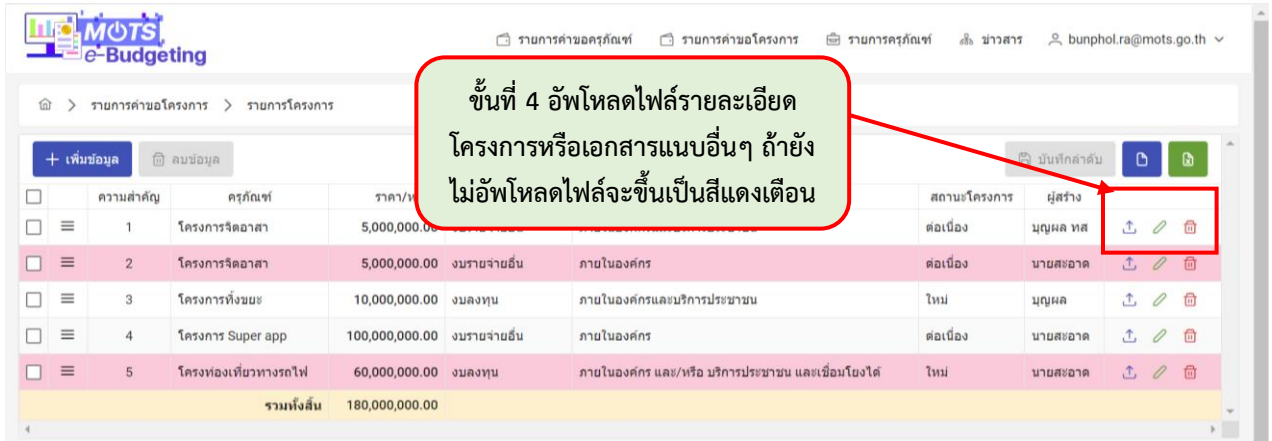 MOTS
e-Budgeting
รายการคำขอครุภัณฑ์ รายการคำขอโครงการ รายการครุภัณฑ์ ข่าวสาร bunphol.ra@mots.go.th
> รายการคำขอโครงการ > รายการโครงการ
ขั้นที่ 4 อัพโหลดไฟล์รายละเอียด
โครงการหรือเอกสารแนบอื่นๆ ถ้ายัง
ไม่อัพโหลดไฟล์จะขึ้นเป็นสีแดงเตือน
+ เพิ่มข้อมูล ลบข้อมูล บันทึกลำดับ
ความสำคัญ ครุภัณฑ์ สถานะโครงการ ผู้สร้าง
1 โครงการจิตอาสา 5,000,000.00 ต่อเนื่อง บุญผล ทส
2 โครงการจิตอาสา 5,000,000.00 งบรายจ่ายอื่น ภายในองค์กร ต่อเนื่อง นายสะอาด
3 โครงการทิ้งขยะ 10,000,000.00 งบลงทุน ภายในองค์กรและบริการประชาชน ใหม่ บุญผล
4 โครงการ Super app 100,000,000.00 งบรายจ่ายอื่น ภายในองค์กร ต่อเนื่อง นายสะอาด
5 โครงท่องเที่ยวทางรถไฟ 60,000,000.00 งบลงทุน ภายในองค์กร และ/หรือ บริการประชาชน และเชื่อมโยงได้ ใหม่ นายสะอาด
รวมทั้งสิ้น 180,000,000.00